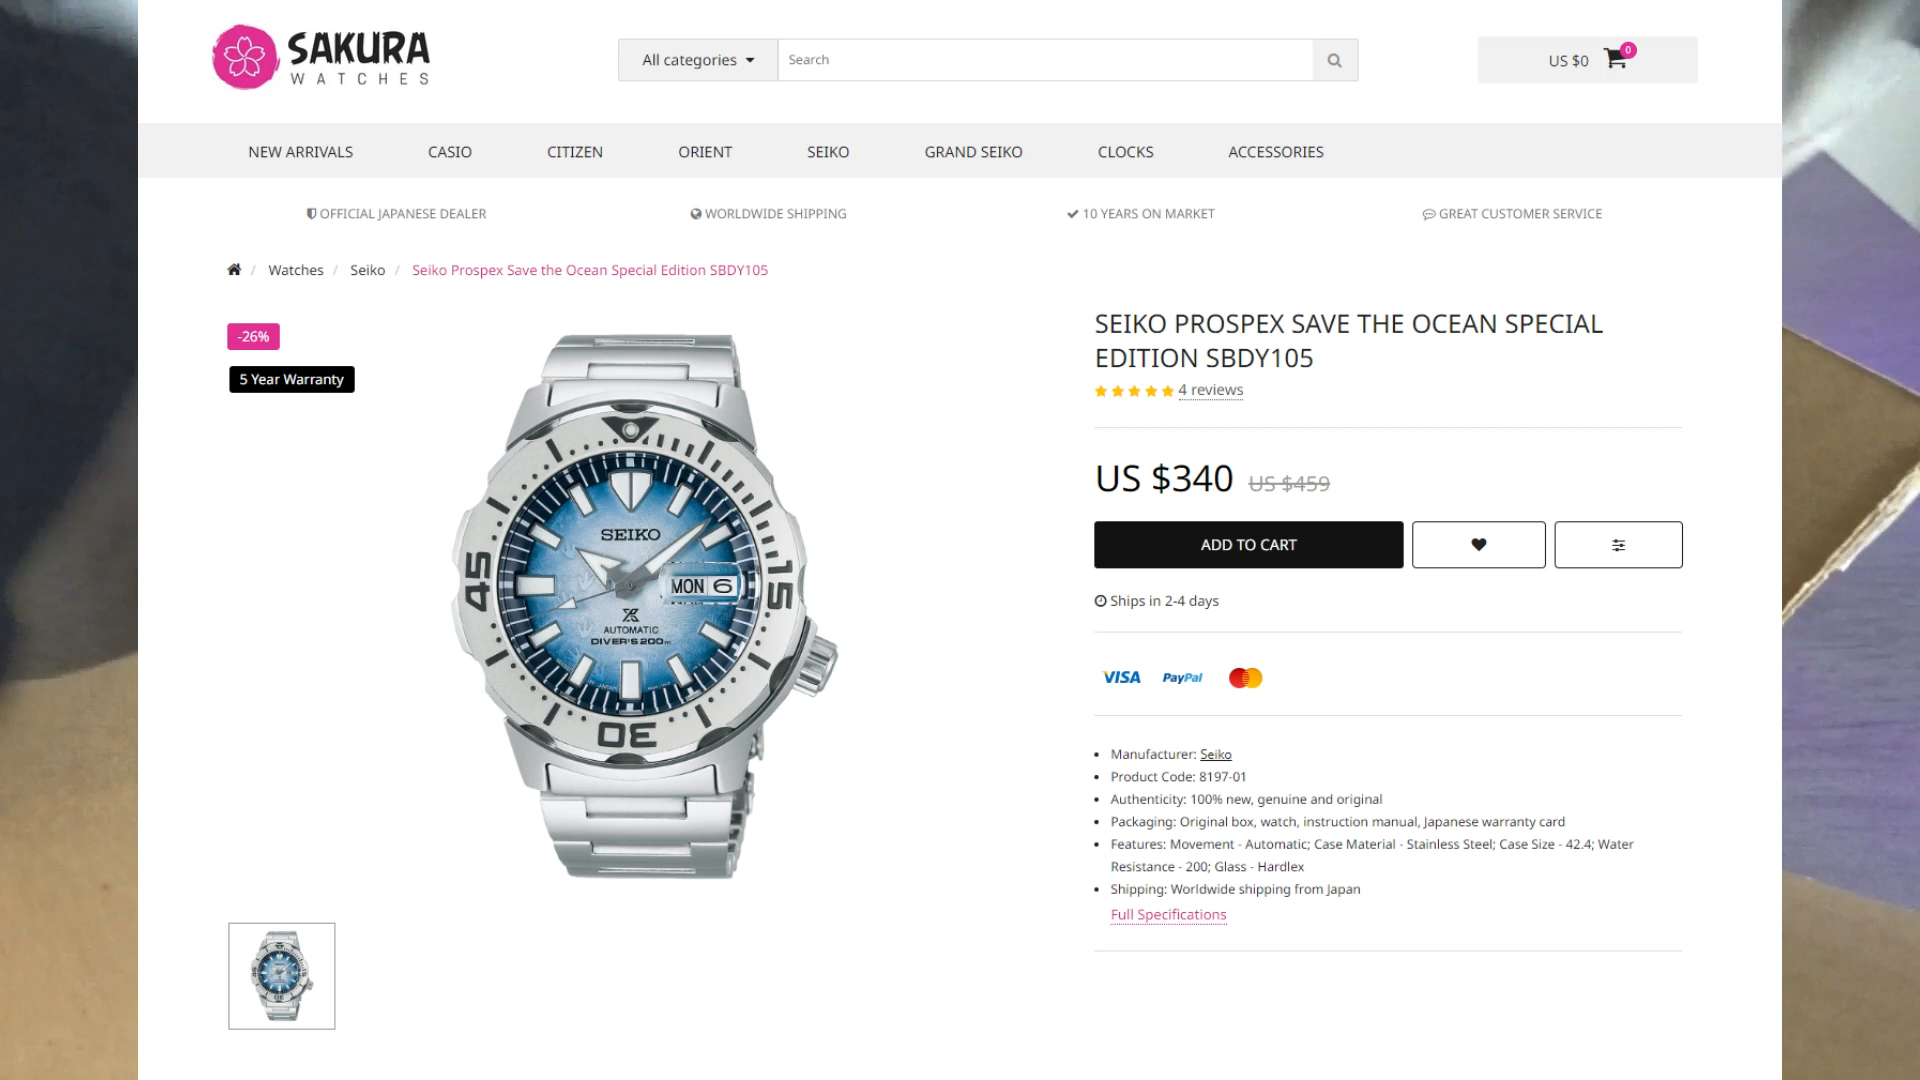 SAKURA
WATCHES
All categories
Search
US $0
0
NEW ARRIVALS
CASIO
CITIZEN
ORIENT
SEIKO
GRAND SEIKO
CLOCKS
ACCESSORIES
OFFICIAL JAPANESE DEALER
WORLDWIDE SHIPPING
10 YEARS ON MARKET
GREAT CUSTOMER SERVICE
/ Watches / Seiko / Seiko Prospex Save the Ocean Special Edition SBDY105
-26%
5 Year Warranty
SEIKO
MON 6
AUTOMATIC
DIVER'S 200m
15
30
45
SEIKO PROSPEX SAVE THE OCEAN SPECIAL
EDITION SBDY105
4 reviews
US $340 US $459
ADD TO CART
Ships in 2-4 days
VISA
PayPal
Manufacturer: Seiko
Product Code: 8197-01
Authenticity: 100% new, genuine and original
Packaging: Original box, watch, instruction manual, Japanese warranty card
Features: Movement - Automatic; Case Material - Stainless Steel; Case Size - 42.4; Water
Resistance - 200; Glass - Hardlex
Shipping: Worldwide shipping from Japan
Full Specifications